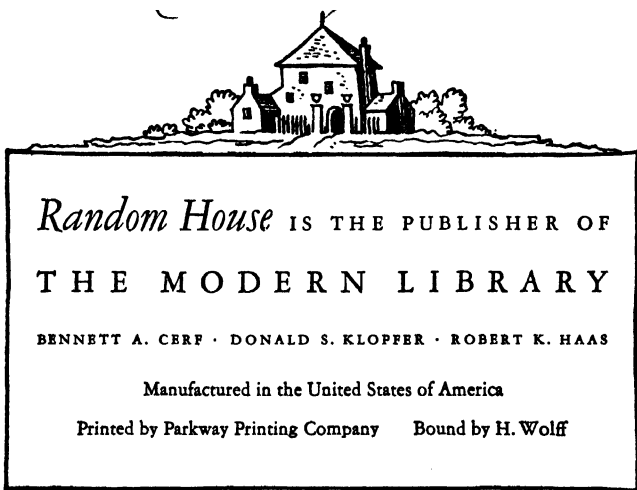 Random House IS THE PUBLISHER OF
THE MODERN LIBRARY
BENNETT A. CERF · DONALD S. KLOPFER · ROBERT K. HAAS
Manufactured in the United States of America
Printed by Parkway Printing Company Bound by H. Wolff